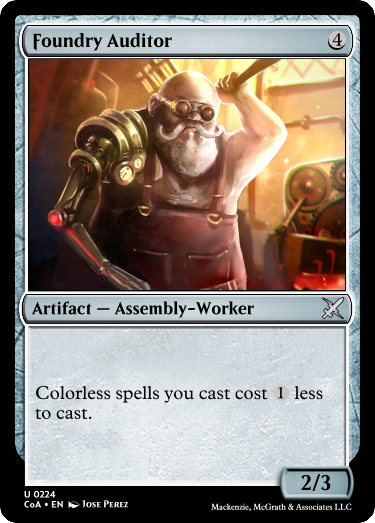 Foundry Auditor 4
Artifact — Assembly-Worker
Colorless spells you cast cost 1 less
to cast.
2/3
U 0224
CoA • EN Jose Perez
Mackenzie, McGrath & Associates LLC